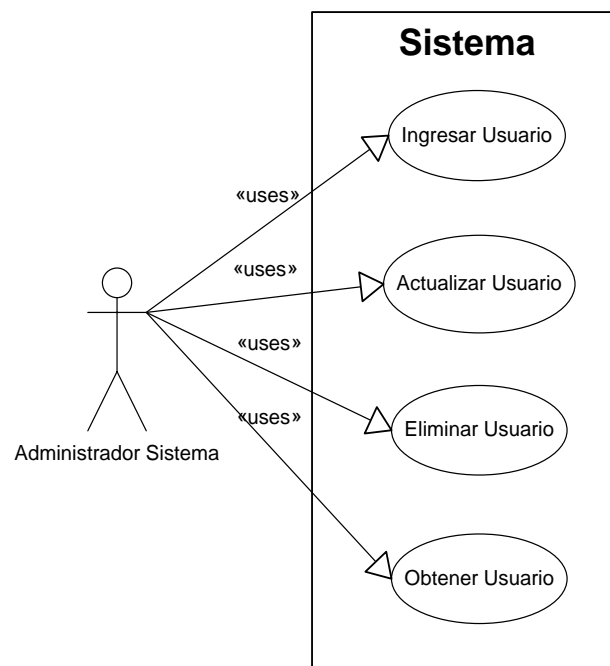 Sistema
Ingresar Usuario
«uses»
«uses»
Actualizar Usuario
«uses»
«uses»
Eliminar Usuario
Administrador Sistema
Obtener Usuario